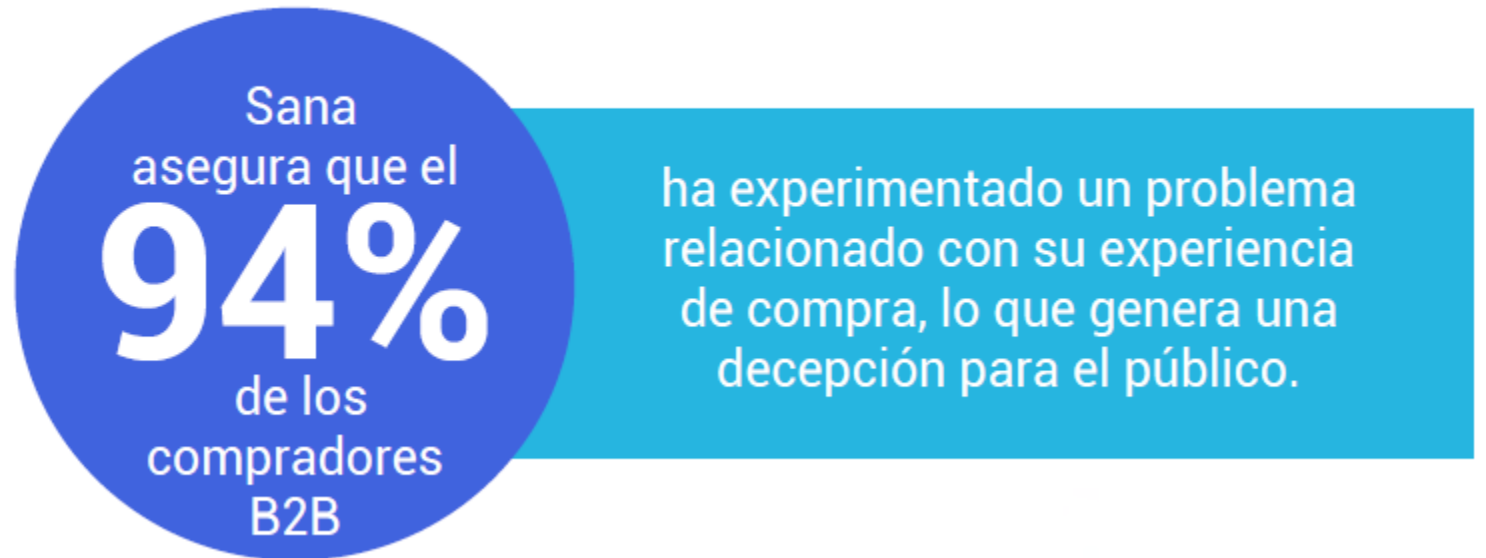 Sana
asegura que el
94%
de los
compradores
B2B
ha experimentado un problema
relacionado con su experiencia
de compra, lo que genera una
decepción para el público.